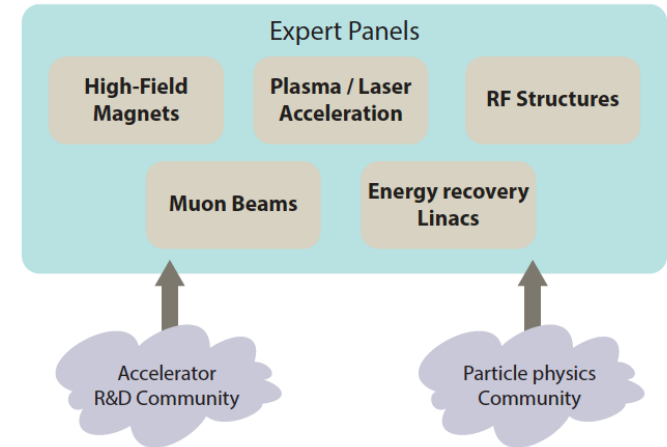 Expert Panels
High-Field
Magnets
Plasma / Laser
Acceleration
RF Structures
Muon Beams
Energy recovery
Linacs
Accelerator
R&D Community
Particle physics
Community